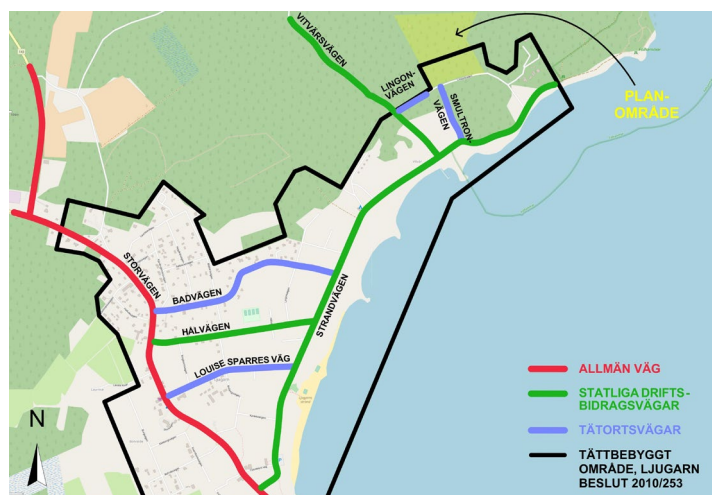 VITVÄRSVÄGEN
LINGON-
VÄGEN
SMULTRON-
VÄGEN
PLAN-
OMRÅDE
STORVÄGEN
BADVÄGEN
HÅLVÄGEN
LOUISE SPARRES VÄG
STRANDVÄGEN
N
ALLMÄN VÄG
STATLIGA DRIFTS-
BIDRAGSVÄGAR
TÄTORTSVÄGAR
TÄTTBEBYGGT
OMRÅDE, LJUGARN
BESLUT 2010/253